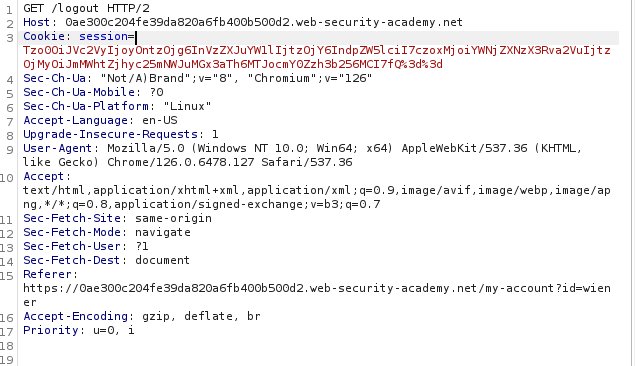 1 GET /logout HTTP/2
2 Host: 0ae300c204fe39da820a6fb400b500d2.web-security-academy.net
3 Cookie: session=
Tzo0OiJVc2VyIjoyOntzOjg6InVzZXJuYW1lIjtzOjY6IndpZW5lciI7czoxMjoiYWNjZXNzX3Rva2VuIjtz
OjMyOiJmMWhtZjhyc25mNWJuMGx3aTh6MTJocmY0Zzh3b256MCI7fQ%3d%3d
4 Sec-Ch-Ua: "Not/A)Brand";v="8", "Chromium";v="126"
5 Sec-Ch-Ua-Mobile: ?0
6 Sec-Ch-Ua-Platform: "Linux"
7 Accept-Language: en-US
8 Upgrade-Insecure-Requests: 1
9 User-Agent: Mozilla/5.0 (Windows NT 10.0; Win64; x64) AppleWebKit/537.36 (KHTML,
like Gecko) Chrome/126.0.6478.127 Safari/537.36
10 Accept:
text/html,application/xhtml+xml,application/xml;q=0.9,image/avif,image/webp,image/ap
ng,*/*;q=0.8,application/signed-exchange;v=b3;q=0.7
11 Sec-Fetch-Site: same-origin
12 Sec-Fetch-Mode: navigate
13 Sec-Fetch-User: ?1
14 Sec-Fetch-Dest: document
15 Referer:
https://0ae300c204fe39da820a6fb400b500d2.web-security-academy.net/my-account?id=wien
er
16 Accept-Encoding: gzip, deflate, br
17 Priority: u=0, i
18
19